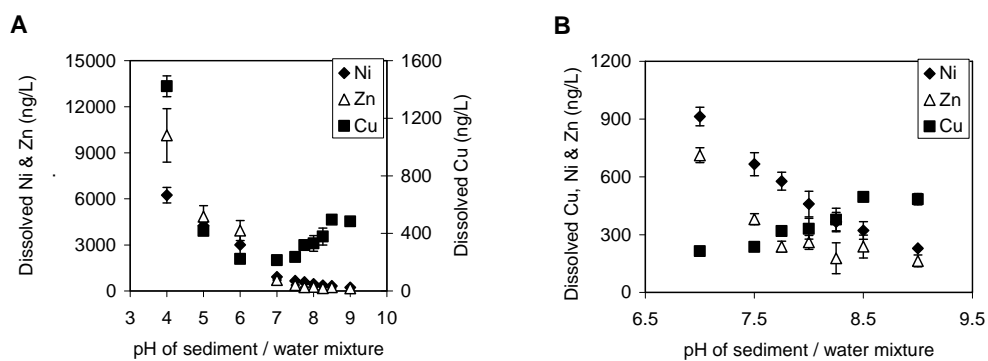 A
B
15000
12000
9000
6000
3000
0
1600
1200
800
400
0
Dissolved Ni & Zn (ng/L)
Dissolved Cu (ng/L)
Ni
Zn
Cu
3 4 5 6 7 8 9 10
pH of sediment / water mixture
1200
900
600
300
0
Dissolved Cu, Ni & Zn (ng/L)
Ni
Zn
Cu
6.5 7.5 8.5 9.5
pH of sediment / water mixture